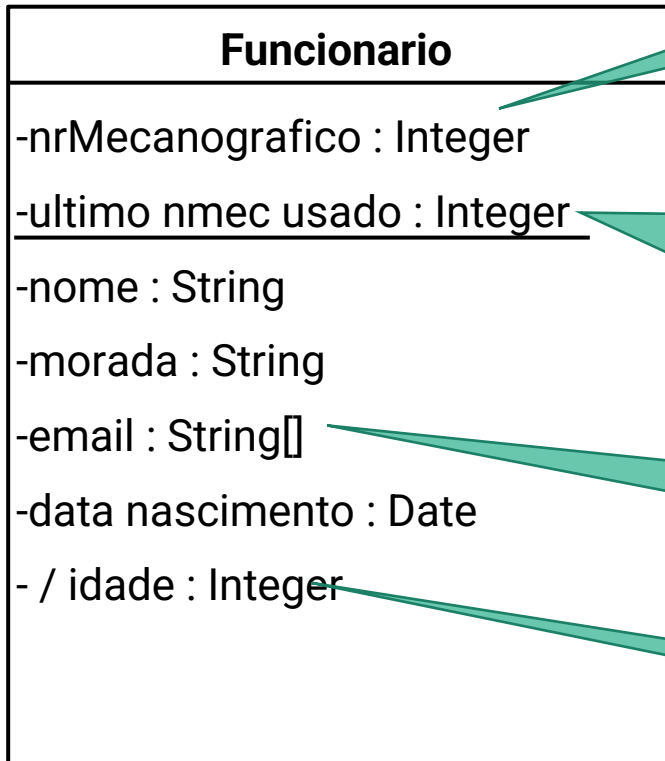 Funcionario
-nrMecanografico : Integer
-ultimo nmec usado : Integer
-nome : String
-morada : String
-email : String[]
-data nascimento : Date
- / idade : Integer